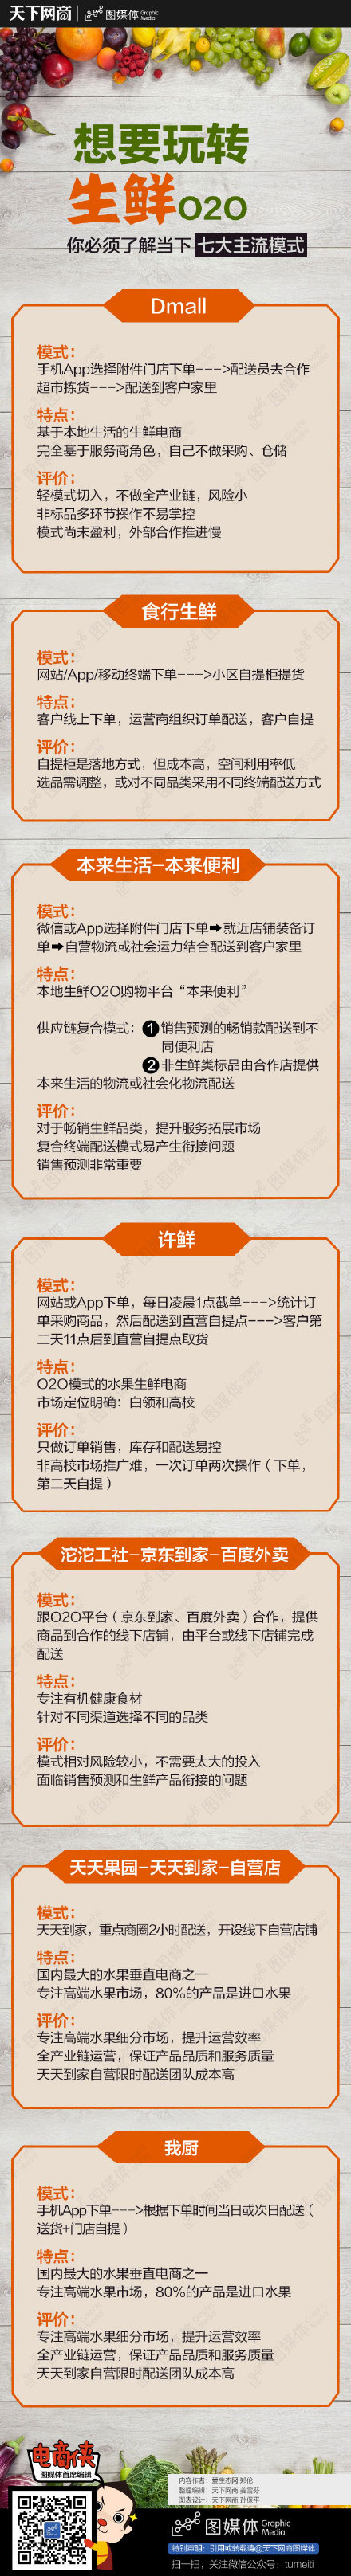 天下网商
图媒体 Graphic Media
想要玩转
生鲜O2O
你必须了解当下 七大主流模式
Dmall
模式：
手机App选择附件门店下单--->配送员去合作
超市拣货--->配送到客户家里
特点：
基于本地生活的生鲜电商
完全基于服务商角色，自己不做采购、仓储
评价：
轻模式切入，不做全产业链，风险小
非标品多环节操作不易掌控
模式尚未盈利，外部合作推进慢
食行生鲜
模式：
网站/App/移动终端下单--->小区自提柜提货
特点：
客户线上下单，运营商组织订单配送，客户自提
评价：
自提柜是落地方式，但成本高，空间利用率低
选品需调整，或对不同品类采用不同终端配送方式
本来生活-本来便利
模式：
微信或App选择附件门店下单➡就近店铺装备订
单➡自营物流或社会运力结合配送到客户家里
特点：
本地生鲜O2O购物平台“本来便利”
供应链复合模式：❶销售预测的畅销款配送到不
同便利店
❷非生鲜类标品由合作店提供
本来生活的物流或社会化物流配送
评价：
对于畅销生鲜品类，提升服务拓展市场
复合终端配送模式易产生衔接问题
销售预测非常重要
许鲜
模式：
网站或App下单，每日凌晨1点截单--->统计订
单采购商品，然后配送到直营自提点--->客户第
二天11点后到直营自提点取货
特点：
O2O模式的水果生鲜电商
市场定位明确：白领和高校
评价：
只做订单销售，库存和配送易控
非高校市场推广难，一次订单两次操作（下单，
第二天自提）
沱沱工社-京东到家-百度外卖
模式：
跟O2O平台（京东到家、百度外卖）合作，提供
商品到合作的线下店铺，由平台或线下店铺完成
配送
特点：
专注有机健康食材
针对不同渠道选择不同的品类
评价：
模式相对风险较小，不需要太大的投入
面临销售预测和生鲜产品衔接的问题
天天果园-天天到家-自营店
模式：
天天到家，重点商圈2小时配送，开设线下自营店铺
特点：
国内最大的水果垂直电商之一
专注高端水果市场，80%的产品是进口水果
评价：
专注高端水果细分市场，提升运营效率
全产业链运营，保证产品品质和服务质量
天天到家自营限时配送团队成本高
我厨
模式：
手机App下单--->根据下单时间当日或次日配送（
送货+门店自提）
特点：
国内最大的水果垂直电商之一
专注高端水果市场，80%的产品是进口水果
评价：
专注高端水果细分市场，提升运营效率
全产业链运营，保证产品品质和服务质量
天天到家自营限时配送团队成本高
电商侠
图媒体首席编辑
内容作者：爱生态网 郑伦
整理编辑：天下网商
图表设计：天下网商 孙保平
图媒体 Graphic Media
特别声明：引用或转载请@天下网商图媒体
扫一扫，关注微信公众号：tumeiti